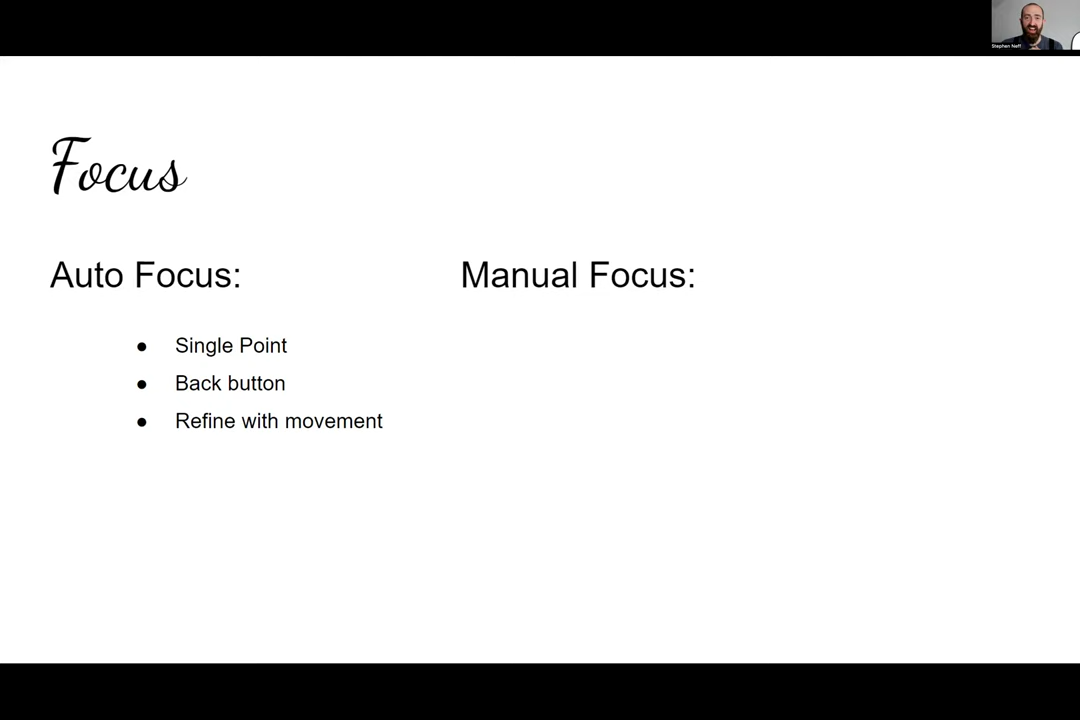 Stephen Neff
Focus
Auto Focus:
Manual Focus:
● Single Point
● Back button
● Refine with movement